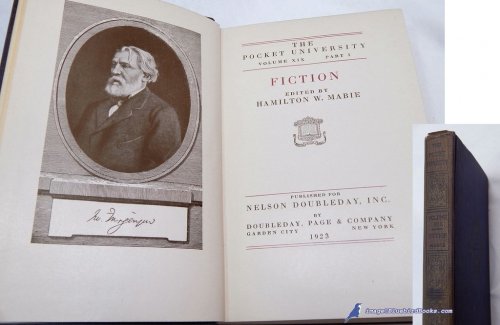 THE
POCKET UNIVERSITY
VOLUME XIX PART I
FICTION
EDITED BY
HAMILTON W. MABIE
PUBLISHED FOR
NELSON DOUBLEDAY, INC.
BY
DOUBLEDAY, PAGE & COMPANY
GARDEN CITY NEW YORK
1923